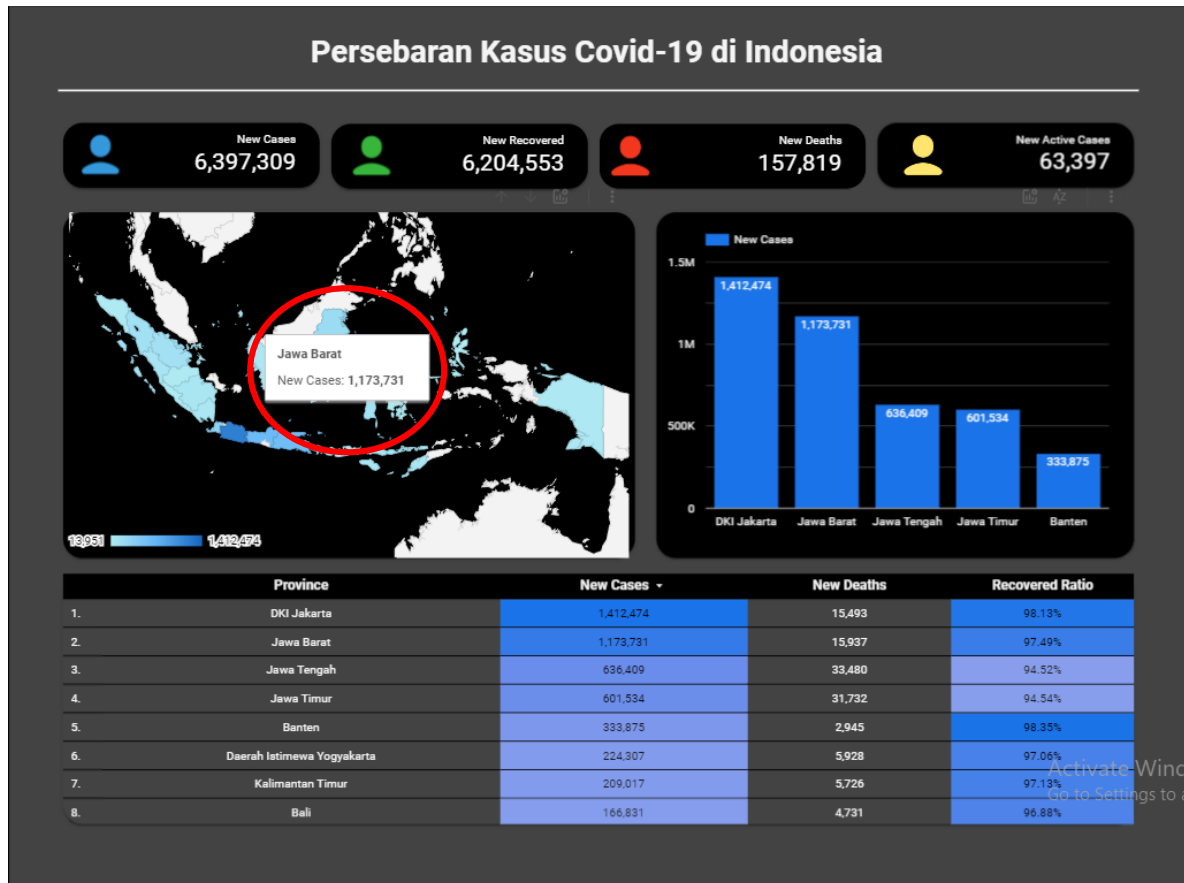 Persebaran Kasus Covid-19 di Indonesia
New Cases
6,397,309
New Recovered
6,204,553
New Deaths
157,819
New Active Cases
63,397
Jawa Barat
New Cases: 1,173,731
13,951
1,412,474
New Cases
1.5M
1M
500K
0
1,412,474
1,173,731
636,409
601,534
333,875
DKI Jakarta Jawa Barat Jawa Tengah Jawa Timur Banten
Province New Cases New Deaths Recovered Ratio
1. DKI Jakarta 1,412,474 15,493 98.13%
2. Jawa Barat 1,173,731 15,937 97.49%
3. Jawa Tengah 636,409 33,480 94.52%
4. Jawa Timur 601,534 31,732 94.54%
5. Banten 333,875 2,945 98.35%
6. Daerah Istimewa Yogyakarta 224,307 5,928 97.06%
7. Kalimantan Timur 209,017 5,726 97.13%
8. Bali 166,831 4,731 96.88%
Activate Wind
Go to Settings to a